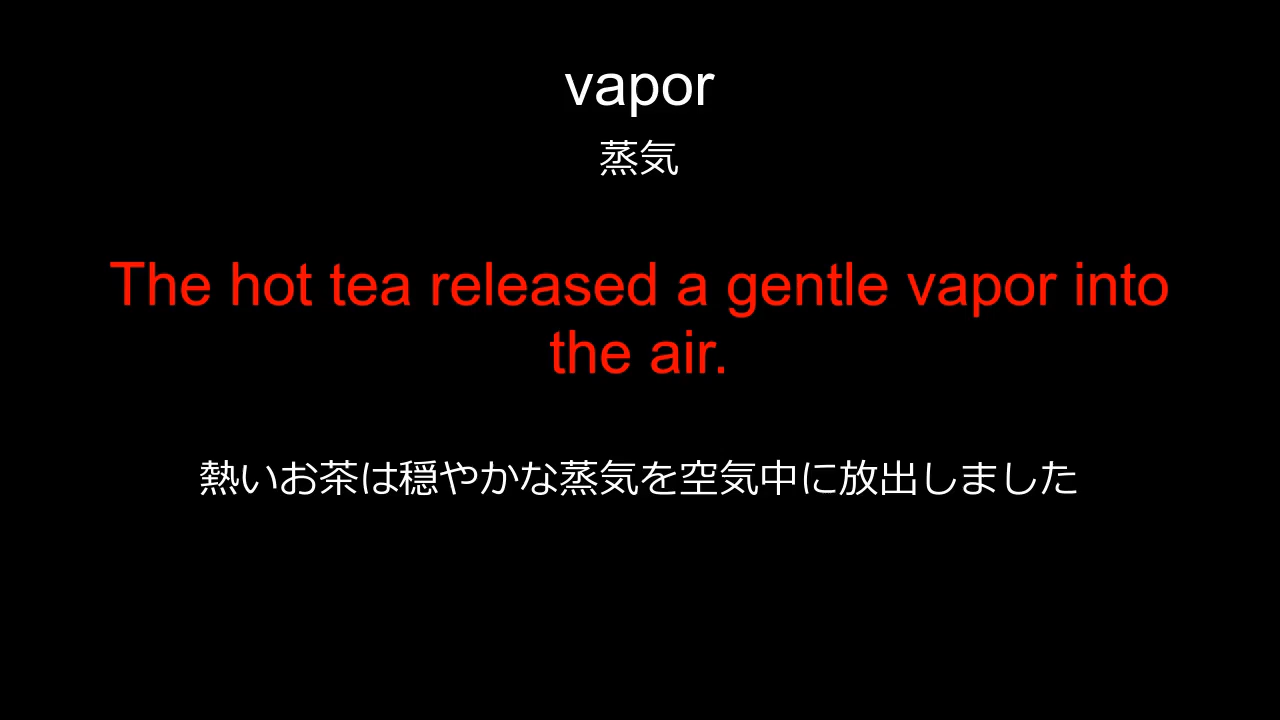 vapor
蒸気
The hot tea released a gentle vapor into
the air.
熱いお茶は穏やかな蒸気を空気中に放出しました